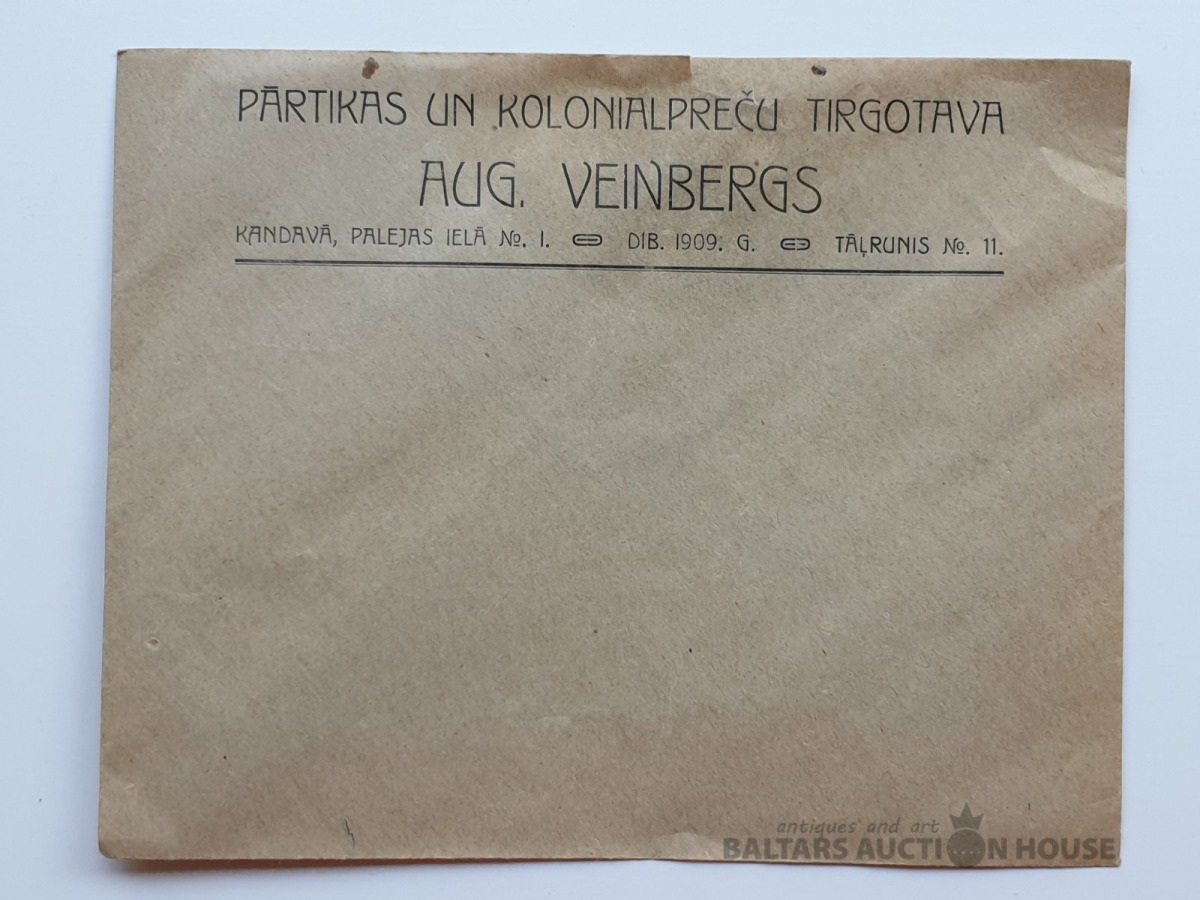 PĀRTIKAS UN KOLONIALPREČU TIRGOTAVA
AUG. VEINBERGS
KANDAVĀ, PALEJAS IELĀ №. 1. DIB. 1909. G. TĀĻRUNIS №. 11.
antiques and art
BALTARS AUCTION HOUSE